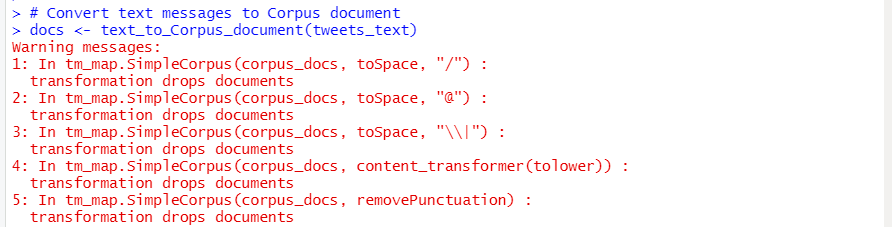 > # Convert text messages to Corpus document
> docs <- text_to_Corpus_document(tweets_text)
Warning messages:
1: In tm_map.SimpleCorpus(corpus_docs, toSpace, "/") :
  transformation drops documents
2: In tm_map.SimpleCorpus(corpus_docs, toSpace, "@") :
  transformation drops documents
3: In tm_map.SimpleCorpus(corpus_docs, toSpace, "\\|") :
  transformation drops documents
4: In tm_map.SimpleCorpus(corpus_docs, content_transformer(tolower)) :
  transformation drops documents
5: In tm_map.SimpleCorpus(corpus_docs, removePunctuation) :
  transformation drops documents